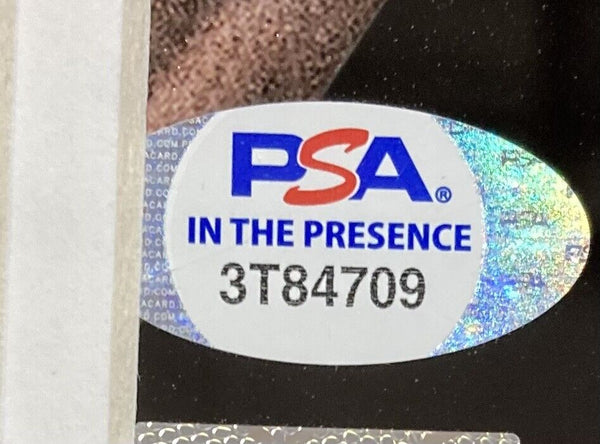 PSA®
IN THE PRESENCE
3T84709